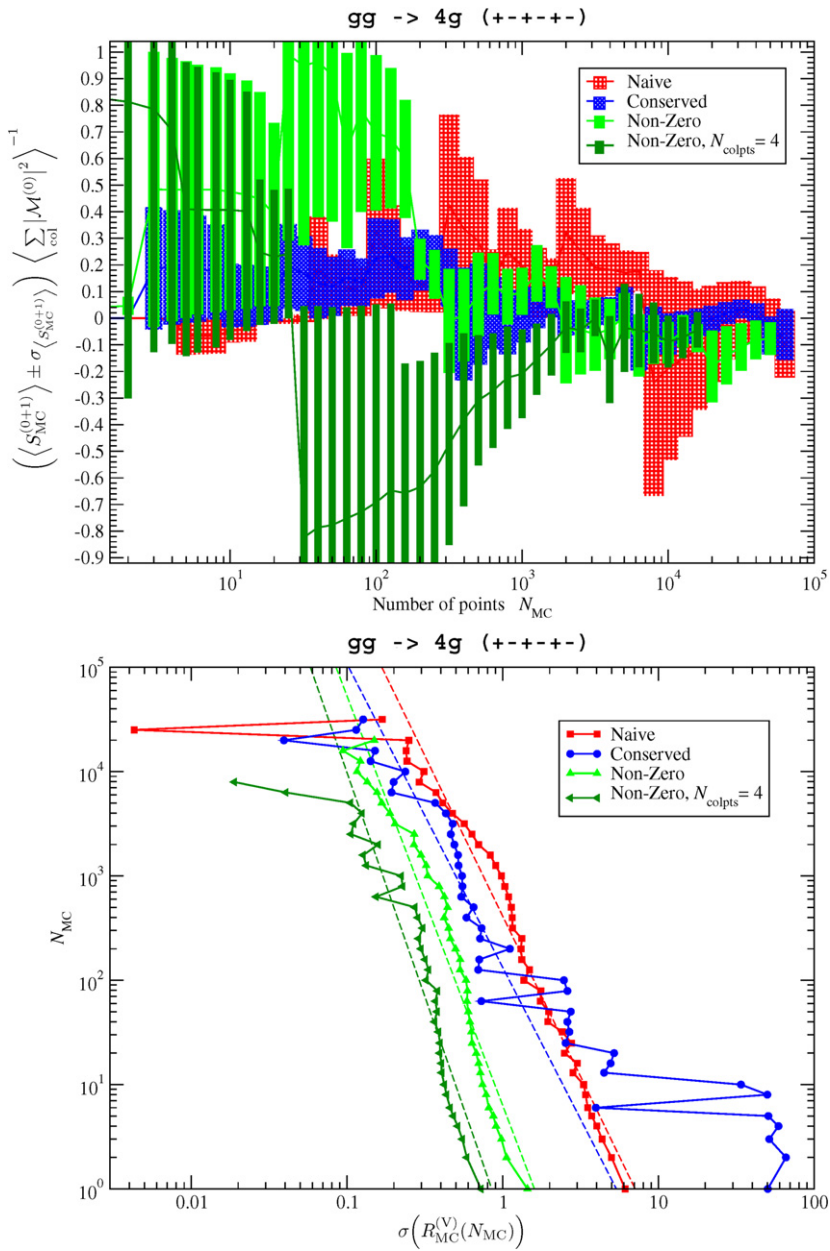 gg -> 4g (+-+-+-)
Naive
Conserved
Non-Zero
Non-Zero, N_colpts = 4
1
0.9
0.8
0.7
0.6
0.5
0.4
0.3
0.2
0.1
0
-0.1
-0.2
-0.3
-0.4
-0.5
-0.6
-0.7
-0.8
-0.9
(⟨S_MC^(0+1)⟩ ± σ_⟨S_MC^(0+1)⟩) ⟨∑_col |M^(0)|^2⟩^-1
10^1 10^2 10^3 10^4 10^5
Number of points N_MC
gg -> 4g (+-+-+-)
Naive
Conserved
Non-Zero
Non-Zero, N_colpts = 4
10^5
10^4
10^3
10^2
10^1
10^0
N_MC
0.01 0.1 1 10 100
σ(R_MC^(V)(N_MC))